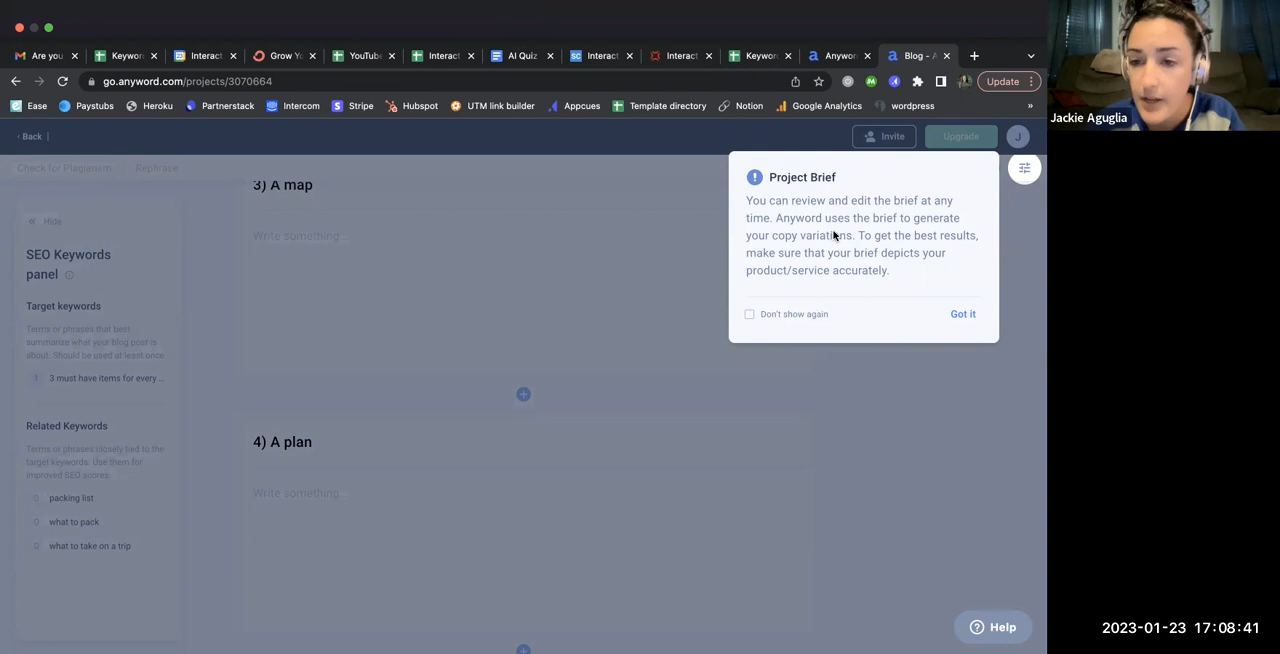 Are you
Keywor
Interact
Grow Yo
YouTube
Interact
AI Quiz
Interact
Interact
Keywor
Anywor
Blog - A
go.anyword.com/projects/3070664
Update
Ease
Paystubs
Heroku
Partnerstack
Intercom
Stripe
Hubspot
UTM link builder
Appcues
Template directory
Notion
Google Analytics
wordpress
»
Jackie Aguglia
‹ Back |
Invite
Upgrade
J
Check for Plagiarism
Rephrase
Hide
SEO Keywords
panel
Target keywords
Terms or phrases that best
summarize what your blog post is
about. Should be used at least once
1 3 must have items for every ...
Related Keywords
Terms or phrases closely tied to the
target keywords. Use them for
improved SEO scores
0 packing list
0 what to pack
0 what to take on a trip
3) A map
Write something...
4) A plan
Write something...
Project Brief
You can review and edit the brief at any
time. Anyword uses the brief to generate
your copy variations. To get the best results,
make sure that your brief depicts your
product/service accurately.
Don't show again
Got it
Help
2023-01-23 17:08:41